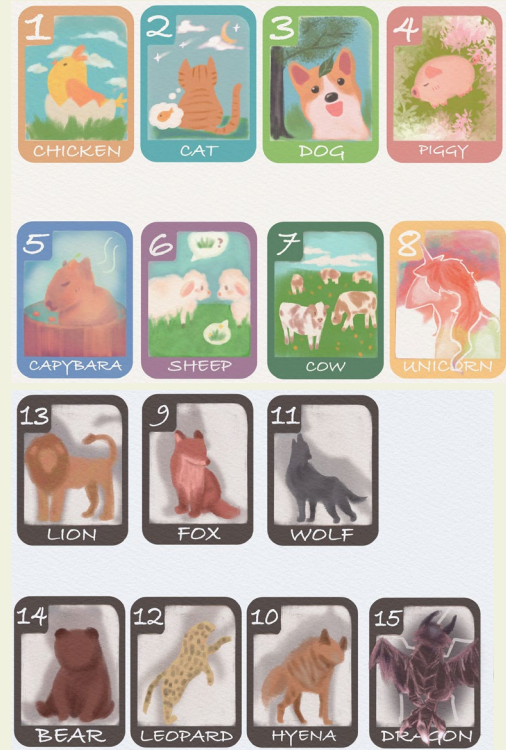 1
CHICKEN
2
CAT
3
DOG
4
PIGGY
5
CAPYBARA
6
?
SHEEP
7
COW
8
UNICORN
13
LION
9
FOX
11
WOLF
14
BEAR
12
LEOPARD
10
HYENA
15
DRAGON